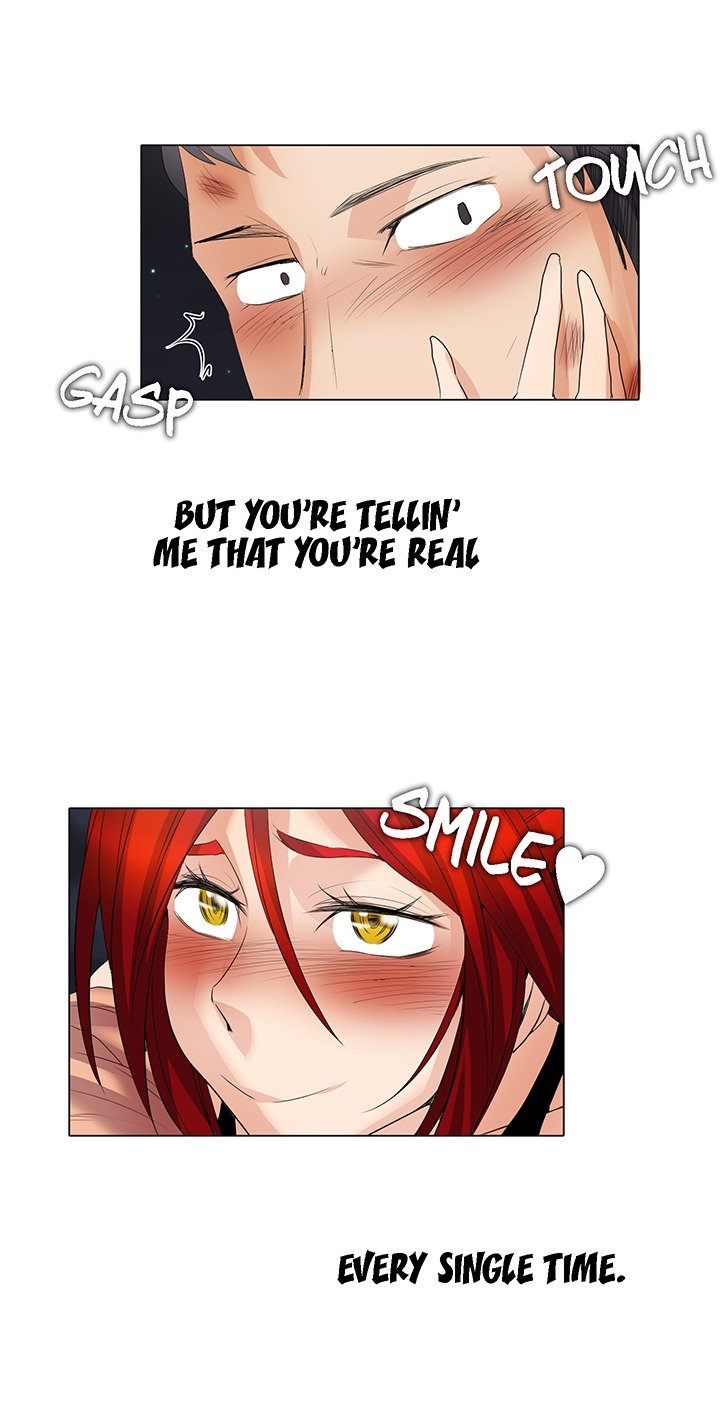 TOUCH
GASP
BUT YOU'RE TELLIN'
ME THAT YOU'RE REAL
SMILE♥
EVERY SINGLE TIME.